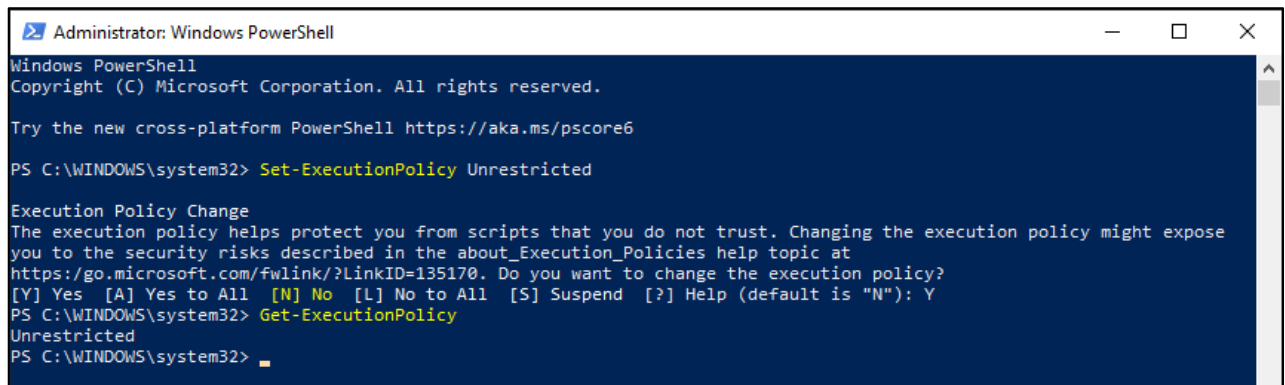 Administrator: Windows PowerShell
Windows PowerShell
Copyright (C) Microsoft Corporation. All rights reserved.
Try the new cross-platform PowerShell https://aka.ms/pscore6
PS C:\WINDOWS\system32> Set-ExecutionPolicy Unrestricted
Execution Policy Change
The execution policy helps protect you from scripts that you do not trust. Changing the execution policy might expose
you to the security risks described in the about_Execution_Policies help topic at
https:/go.microsoft.com/fwlink/?LinkID=135170. Do you want to change the execution policy?
[Y] Yes  [A] Yes to All  [N] No  [L] No to All  [S] Suspend  [?] Help (default is "N"): Y
PS C:\WINDOWS\system32> Get-ExecutionPolicy
Unrestricted
PS C:\WINDOWS\system32>